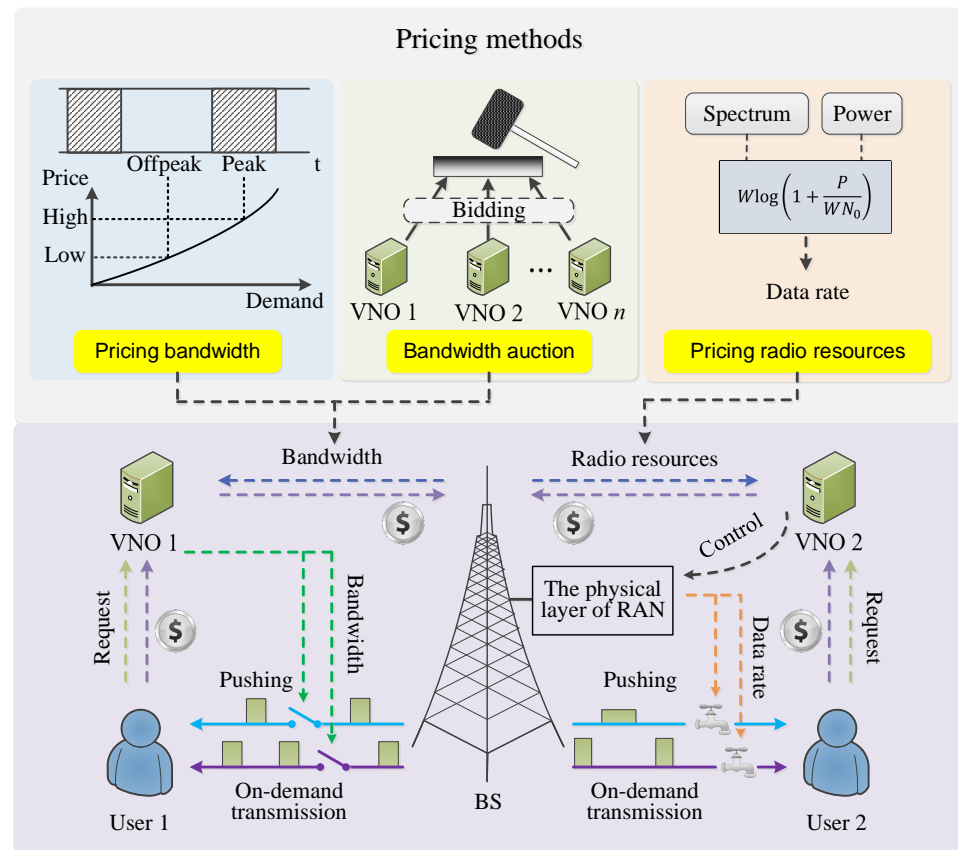 Pricing methods
Offpeak
Peak
t
Price
High
Low
Demand
Pricing bandwidth
Bidding
VNO 1
VNO 2
...
VNO n
Bandwidth auction
Spectrum
Power
Wlog(1 + P/WN₀)
Data rate
Pricing radio resources
Bandwidth
Radio resources
$
$
VNO 1
VNO 2
Control
Request
$
Bandwidth
The physical
layer of RAN
Data rate
$
Request
Pushing
Pushing
On-demand
transmission
BS
On-demand
transmission
User 1
User 2